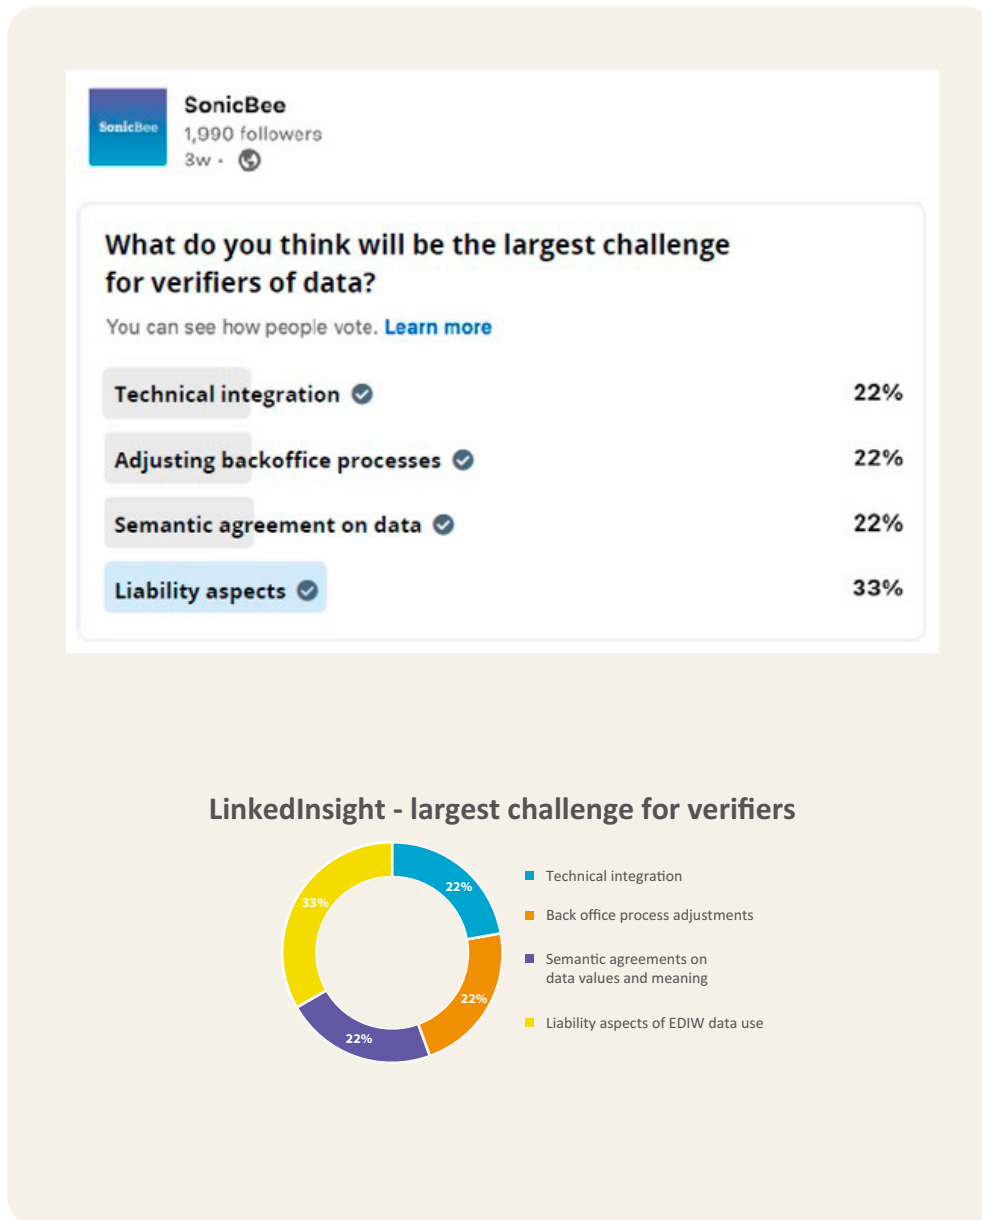 SonicBee
SonicBee
1,990 followers
3w •
What do you think will be the largest challenge
for verifiers of data?
You can see how people vote. Learn more
Technical integration 22%
Adjusting backoffice processes 22%
Semantic agreement on data 22%
Liability aspects 33%
LinkedInsight - largest challenge for verifiers
33%
22%
22%
22%
Technical integration
Back office process adjustments
Semantic agreements on
data values and meaning
Liability aspects of EDIW data use